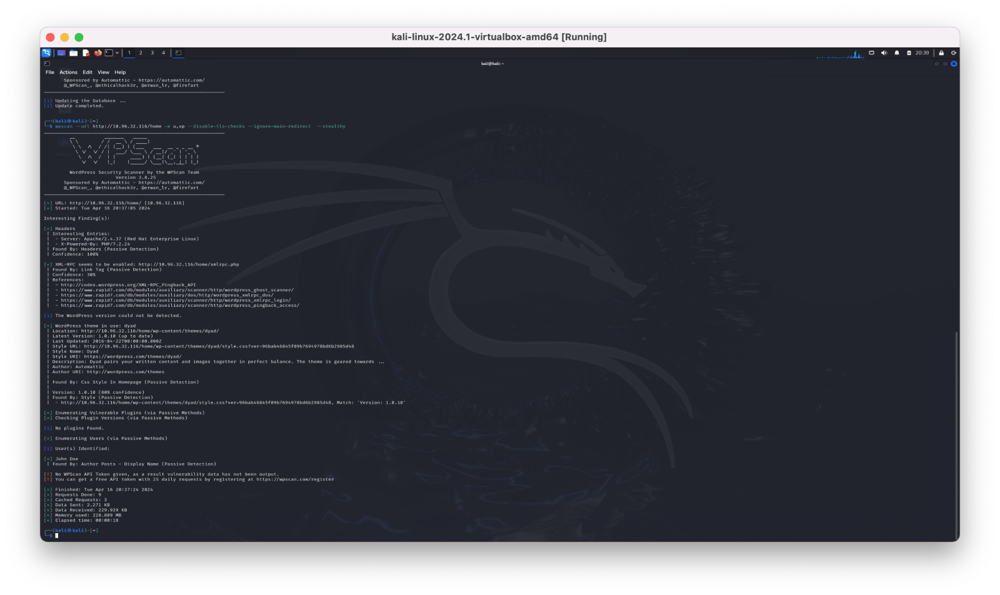 kali-linux-2024.1-virtualbox-amd64 [Running]
1 2 3 4 20:39
kali@kali: ~
File Actions Edit View Help
Sponsored by Automattic - https://automattic.com/
@_WPScan_, @ethicalhack3r, @erwan_lr, @firefart
[i] Updating the Database ...
[i] Update completed.
(kali㉿kali)-[~]
$ wpscan --url http://10.96.32.116/home -e u,vp --disable-tls-checks --ignore-main-redirect --stealthy
WPScan ®
WordPress Security Scanner by the WPScan Team
Version 3.8.25
Sponsored by Automattic - https://automattic.com/
@_WPScan_, @ethicalhack3r, @erwan_lr, @firefart
[+] URL: http://10.96.32.116/home/ [10.96.32.116]
[+] Started: Tue Apr 16 20:37:05 2024
Interesting Finding(s):
[+] Headers
| Interesting Entries:
| - Server: Apache/2.4.37 (Red Hat Enterprise Linux)
| - X-Powered-By: PHP/7.2.24
| Found By: Headers (Passive Detection)
| Confidence: 100%
[+] XML-RPC seems to be enabled: http://10.96.32.116/home/xmlrpc.php
| Found By: Link Tag (Passive Detection)
| Confidence: 30%
| References:
| - http://codex.wordpress.org/XML-RPC_Pingback_API
| - https://www.rapid7.com/db/modules/auxiliary/scanner/http/wordpress_ghost_scanner/
| - https://www.rapid7.com/db/modules/auxiliary/dos/http/wordpress_xmlrpc_dos/
| - https://www.rapid7.com/db/modules/auxiliary/scanner/http/wordpress_xmlrpc_login/
| - https://www.rapid7.com/db/modules/auxiliary/scanner/http/wordpress_pingback_access/
[i] The WordPress version could not be detected.
[+] WordPress theme in use: dyad
| Location: http://10.96.32.116/home/wp-content/themes/dyad/
| Latest Version: 1.0.10 (up to date)
| Last Updated: 2016-04-22T00:00:00.000Z
| Style URL: http://10.96.32.116/home/wp-content/themes/dyad/style.css?ver=96bab46845f09b7694978bd6b2985d48
| Style Name: Dyad
| Style URI: https://wordpress.com/themes/dyad/
| Description: Dyad pairs your written content and images together in perfect balance. The theme is geared towards ...
| Author: Automattic
| Author URI: http://wordpress.com/themes
|
| Found By: Css Style In Homepage (Passive Detection)
|
| Version: 1.0.10 (80% confidence)
| Found By: Style (Passive Detection)
| - http://10.96.32.116/home/wp-content/themes/dyad/style.css?ver=96bab46845f09b7694978bd6b2985d48, Match: 'Version: 1.0.10'
[+] Enumerating Vulnerable Plugins (via Passive Methods)
[+] Checking Plugin Versions (via Passive Methods)
[i] No plugins Found.
[+] Enumerating Users (via Passive Methods)
[i] User(s) Identified:
[+] John Doe
| Found By: Author Posts - Display Name (Passive Detection)
[!] No WPScan API Token given, as a result vulnerability data has not been output.
[!] You can get a free API token with 25 daily requests by registering at https://wpscan.com/register
[+] Finished: Tue Apr 16 20:37:24 2024
[+] Requests Done: 9
[+] Cached Requests: 3
[+] Data Sent: 2.271 KB
[+] Data Received: 229.929 KB
[+] Memory used: 228.809 MB
[+] Elapsed time: 00:00:18
(kali㉿kali)-[~]
$